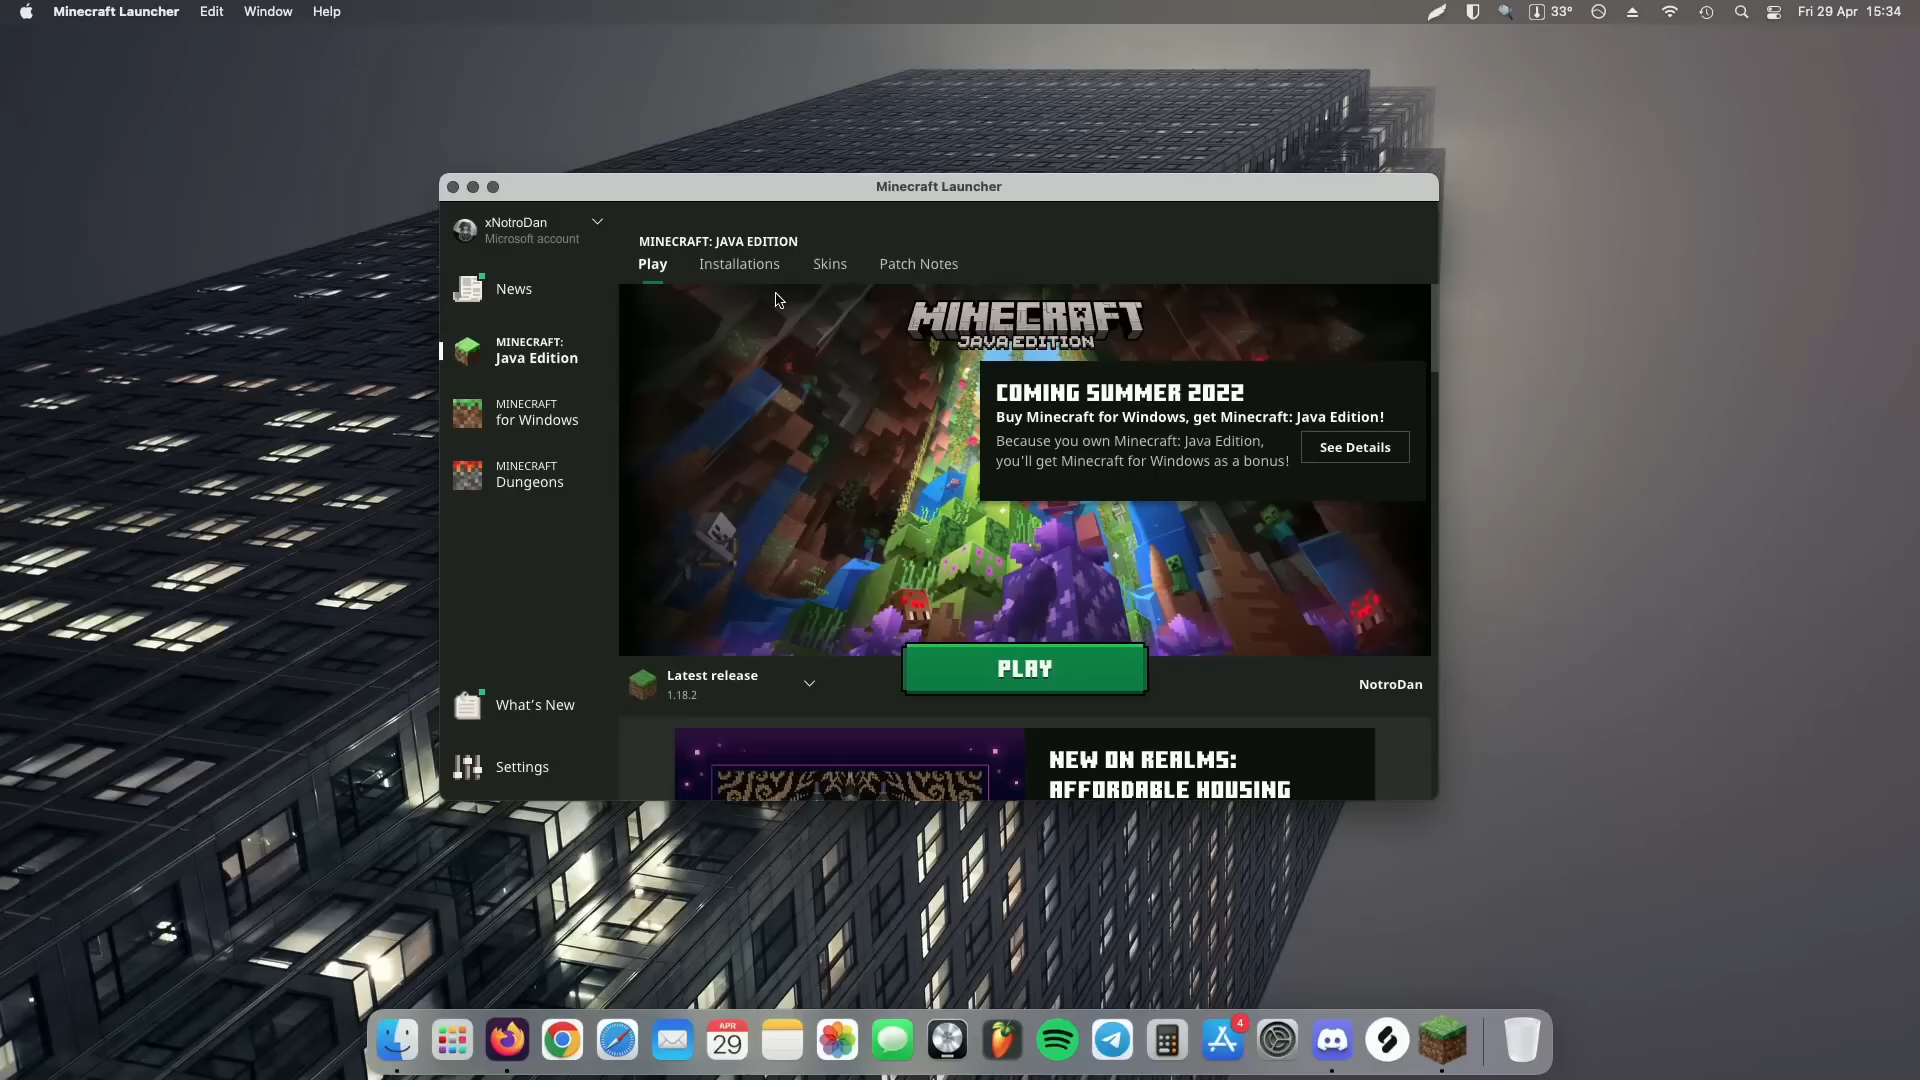 Minecraft Launcher Edit Window Help
33° Fri 29 Apr 15:34
Minecraft Launcher
xNotroDan
Microsoft account
News
MINECRAFT:
Java Edition
MINECRAFT
for Windows
MINECRAFT
Dungeons
What's New
Settings
MINECRAFT: JAVA EDITION
Play Installations Skins Patch Notes
MINECRAFT
JAVA EDITION
COMING SUMMER 2022
Buy Minecraft for Windows, get Minecraft: Java Edition!
Because you own Minecraft: Java Edition,
you'll get Minecraft for Windows as a bonus!
See Details
Latest release
1.18.2
PLAY
NotroDan
NEW ON REALMS:
AFFORDABLE HOUSING
APR
29
4